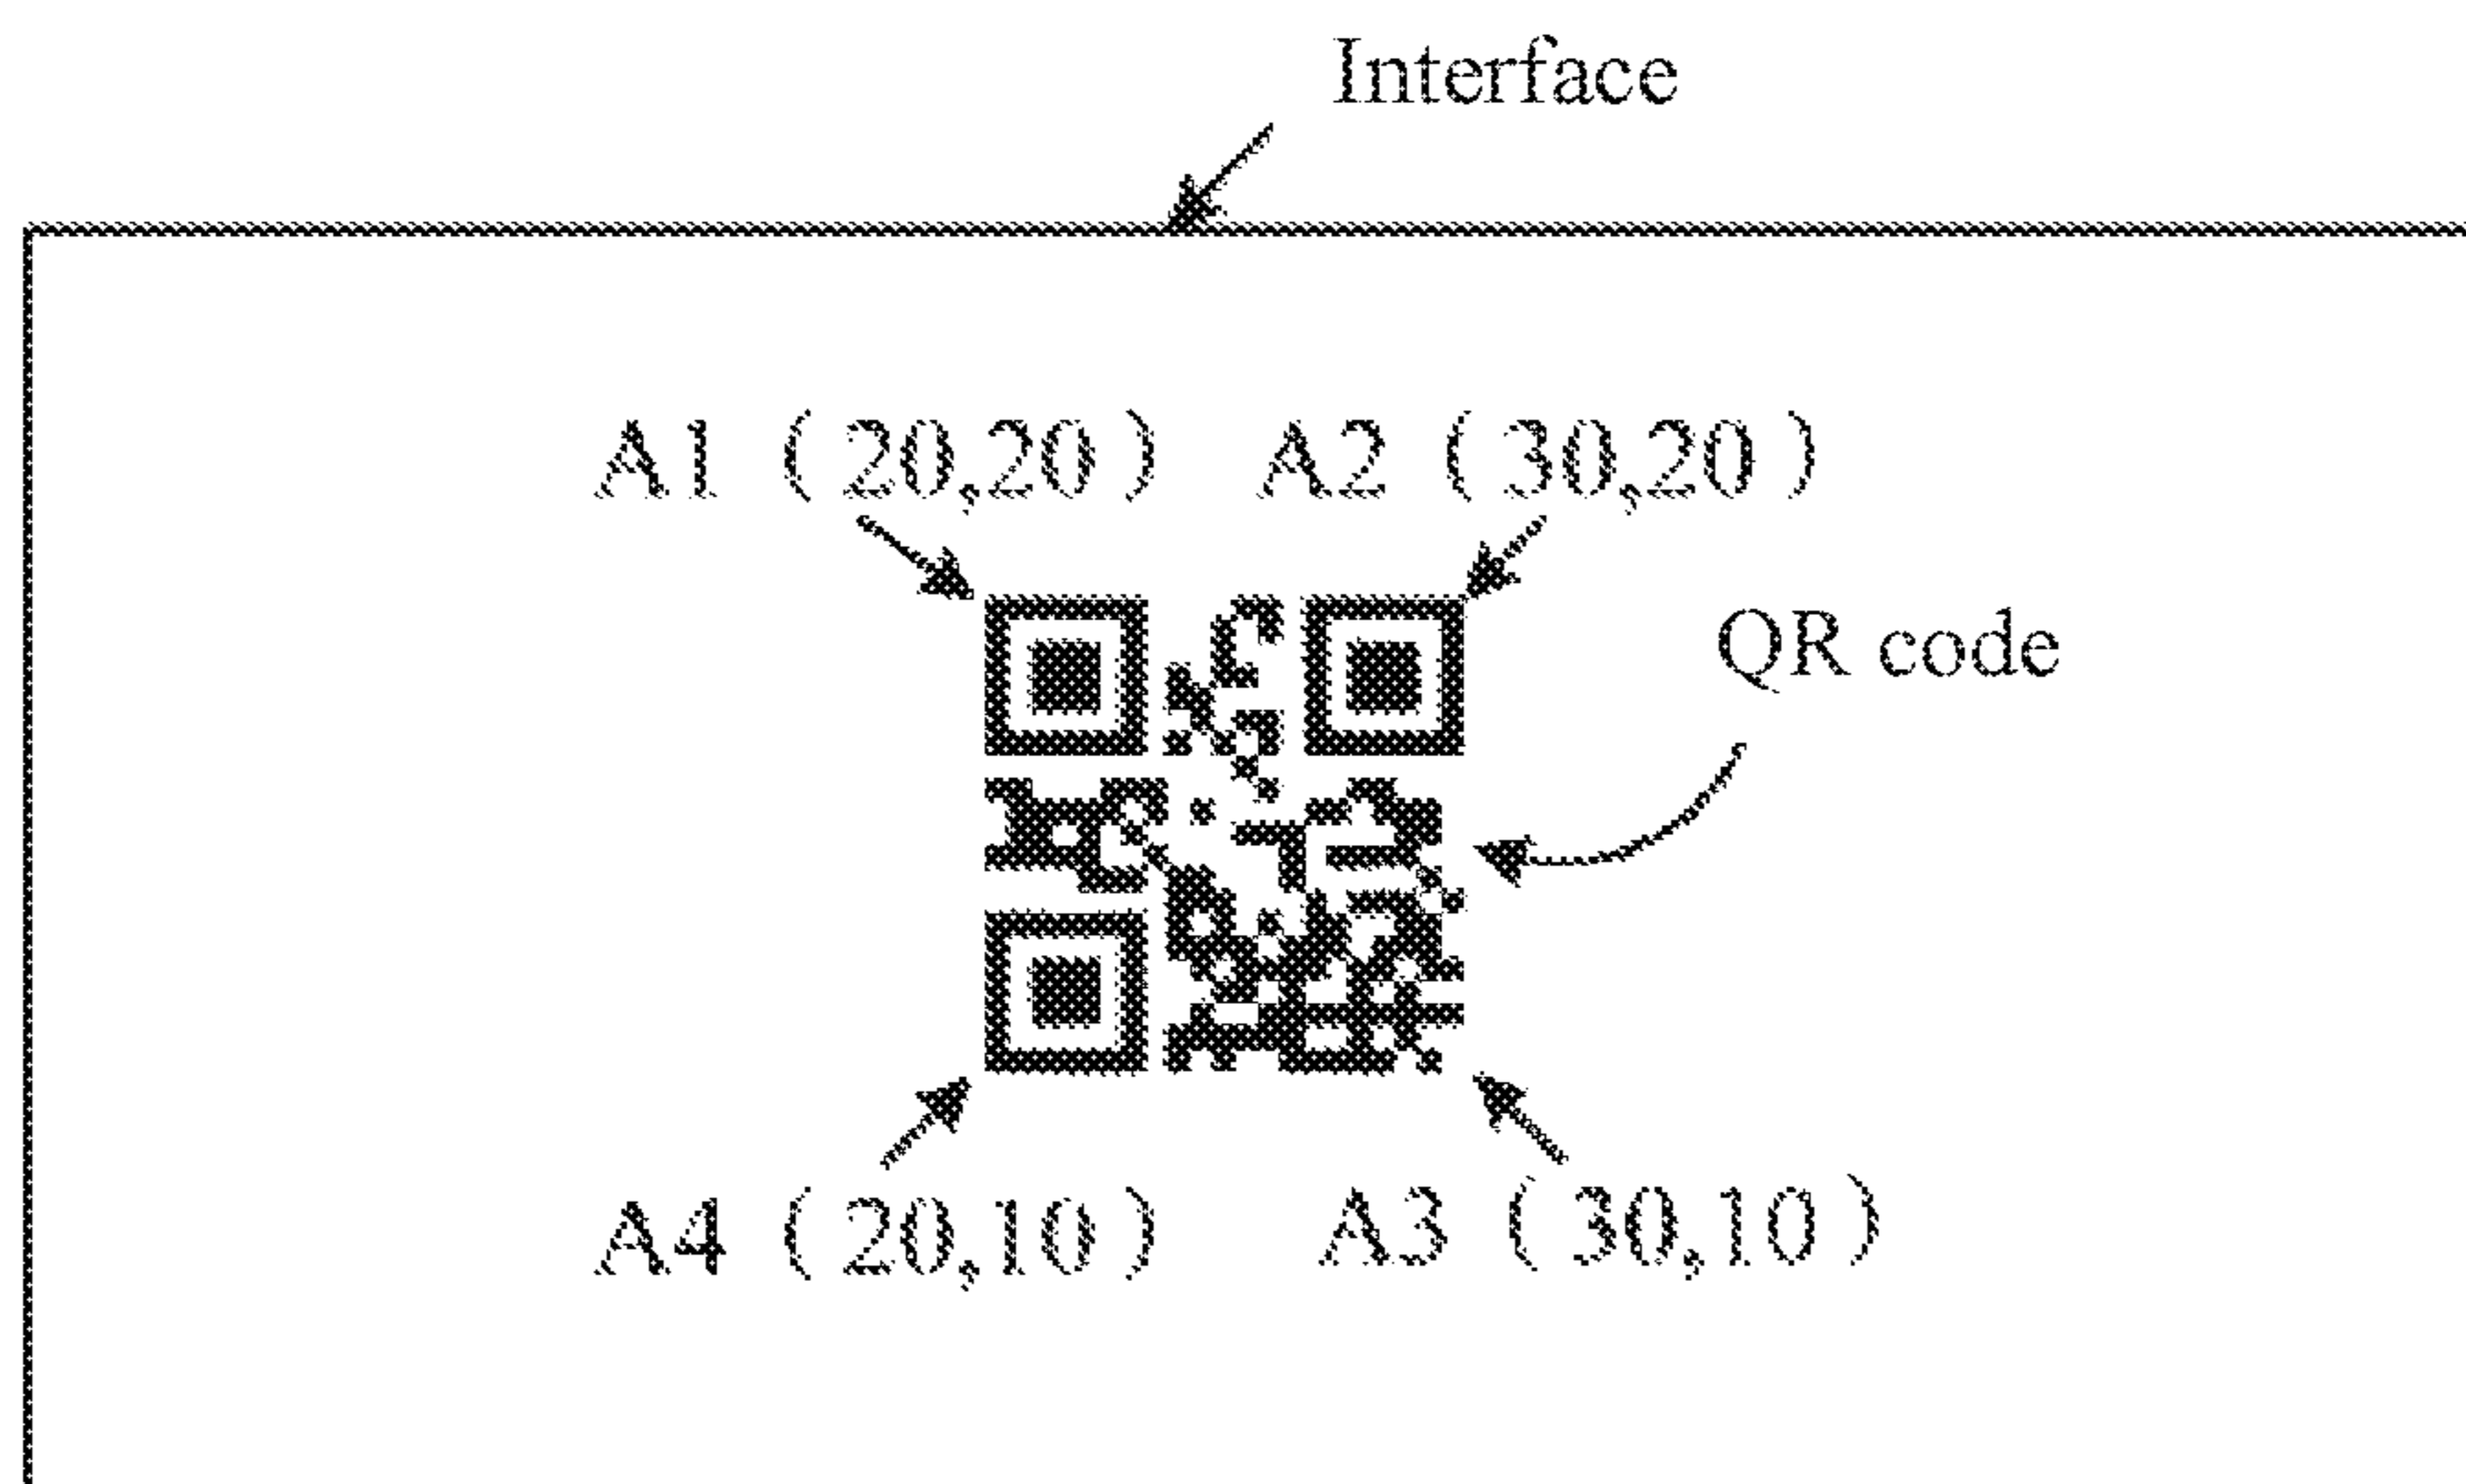 Interface
A1 ( 20,20 ) A2 ( 30,20 )
QR code
A4 ( 20,10 ) A3 ( 30,10 )